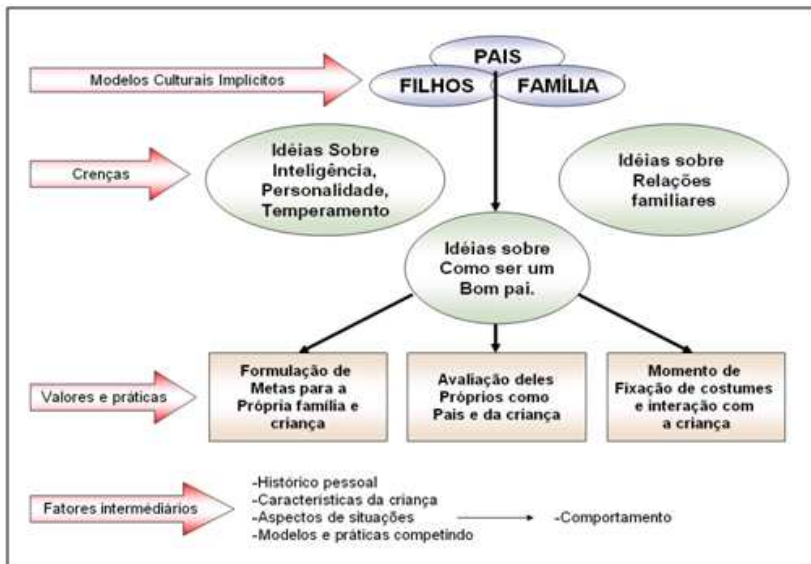 PAIS
Modelos Culturais Implícitos
FILHOS
FAMÍLIA
Crenças
Idéias Sobre
Inteligência,
Personalidade,
Temperamento
Idéias sobre
Relações
familiares
Idéias sobre
Como ser um
Bom pai.
Valores e práticas
Formulação de
Metas para a
Própria família e
criança
Avaliação deles
Próprios como
Pais e da criança
Momento de
Fixação de costumes
e interação com
a criança
Fatores intermédiários
-Histórico pessoal
-Características da criança
-Aspectos de situações
-Modelos e práticas competindo
-Comportamento